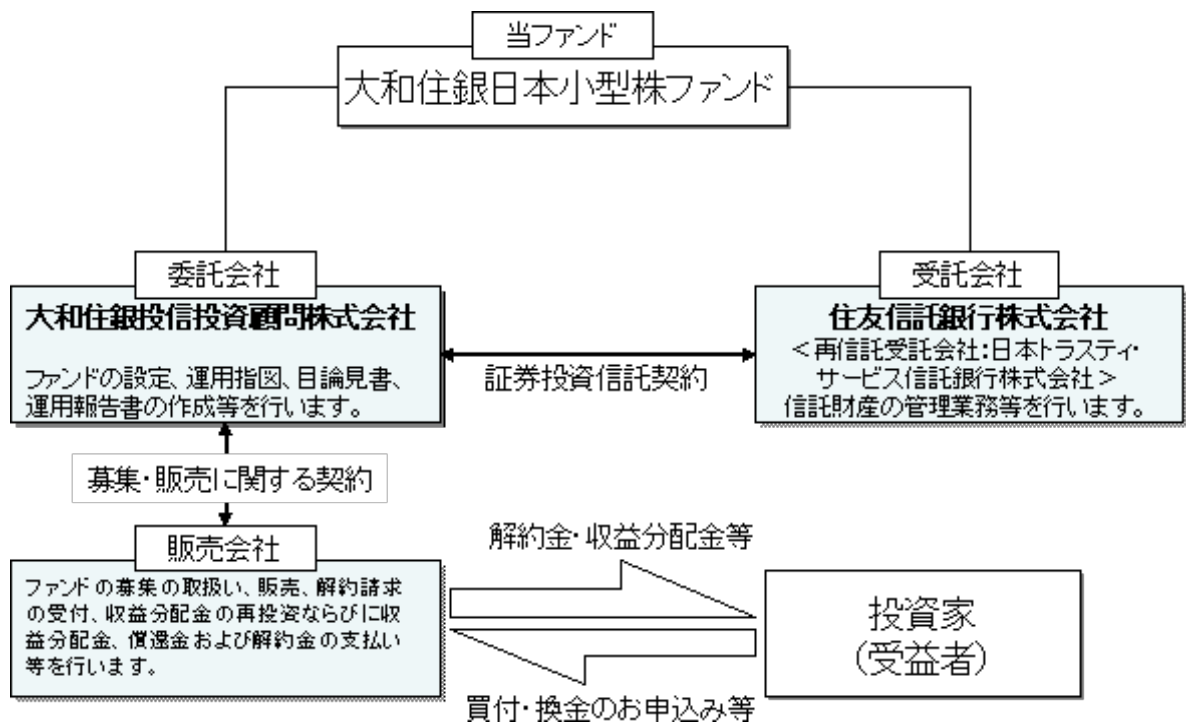 当ファンド
大和住銀日本小型株ファンド
委託会社
大和住銀投信投資顧問株式会社
ファンドの設定、運用指図、目論見書、
運用報告書の作成等を行います。
証券投資信託契約
受託会社
住友信託銀行株式会社
＜再信託受託会社：日本トラスティ・
サービス信託銀行株式会社＞
信託財産の管理業務等を行います。
募集・販売に関する契約
販売会社
ファンドの募集の取扱い、販売、解約請求
の受付、収益分配金の再投資ならびに収
益分配金、償還金および解約金の支払い
等を行います。
解約金・収益分配金等
買付・換金のお申込み等
投資家
（受益者）